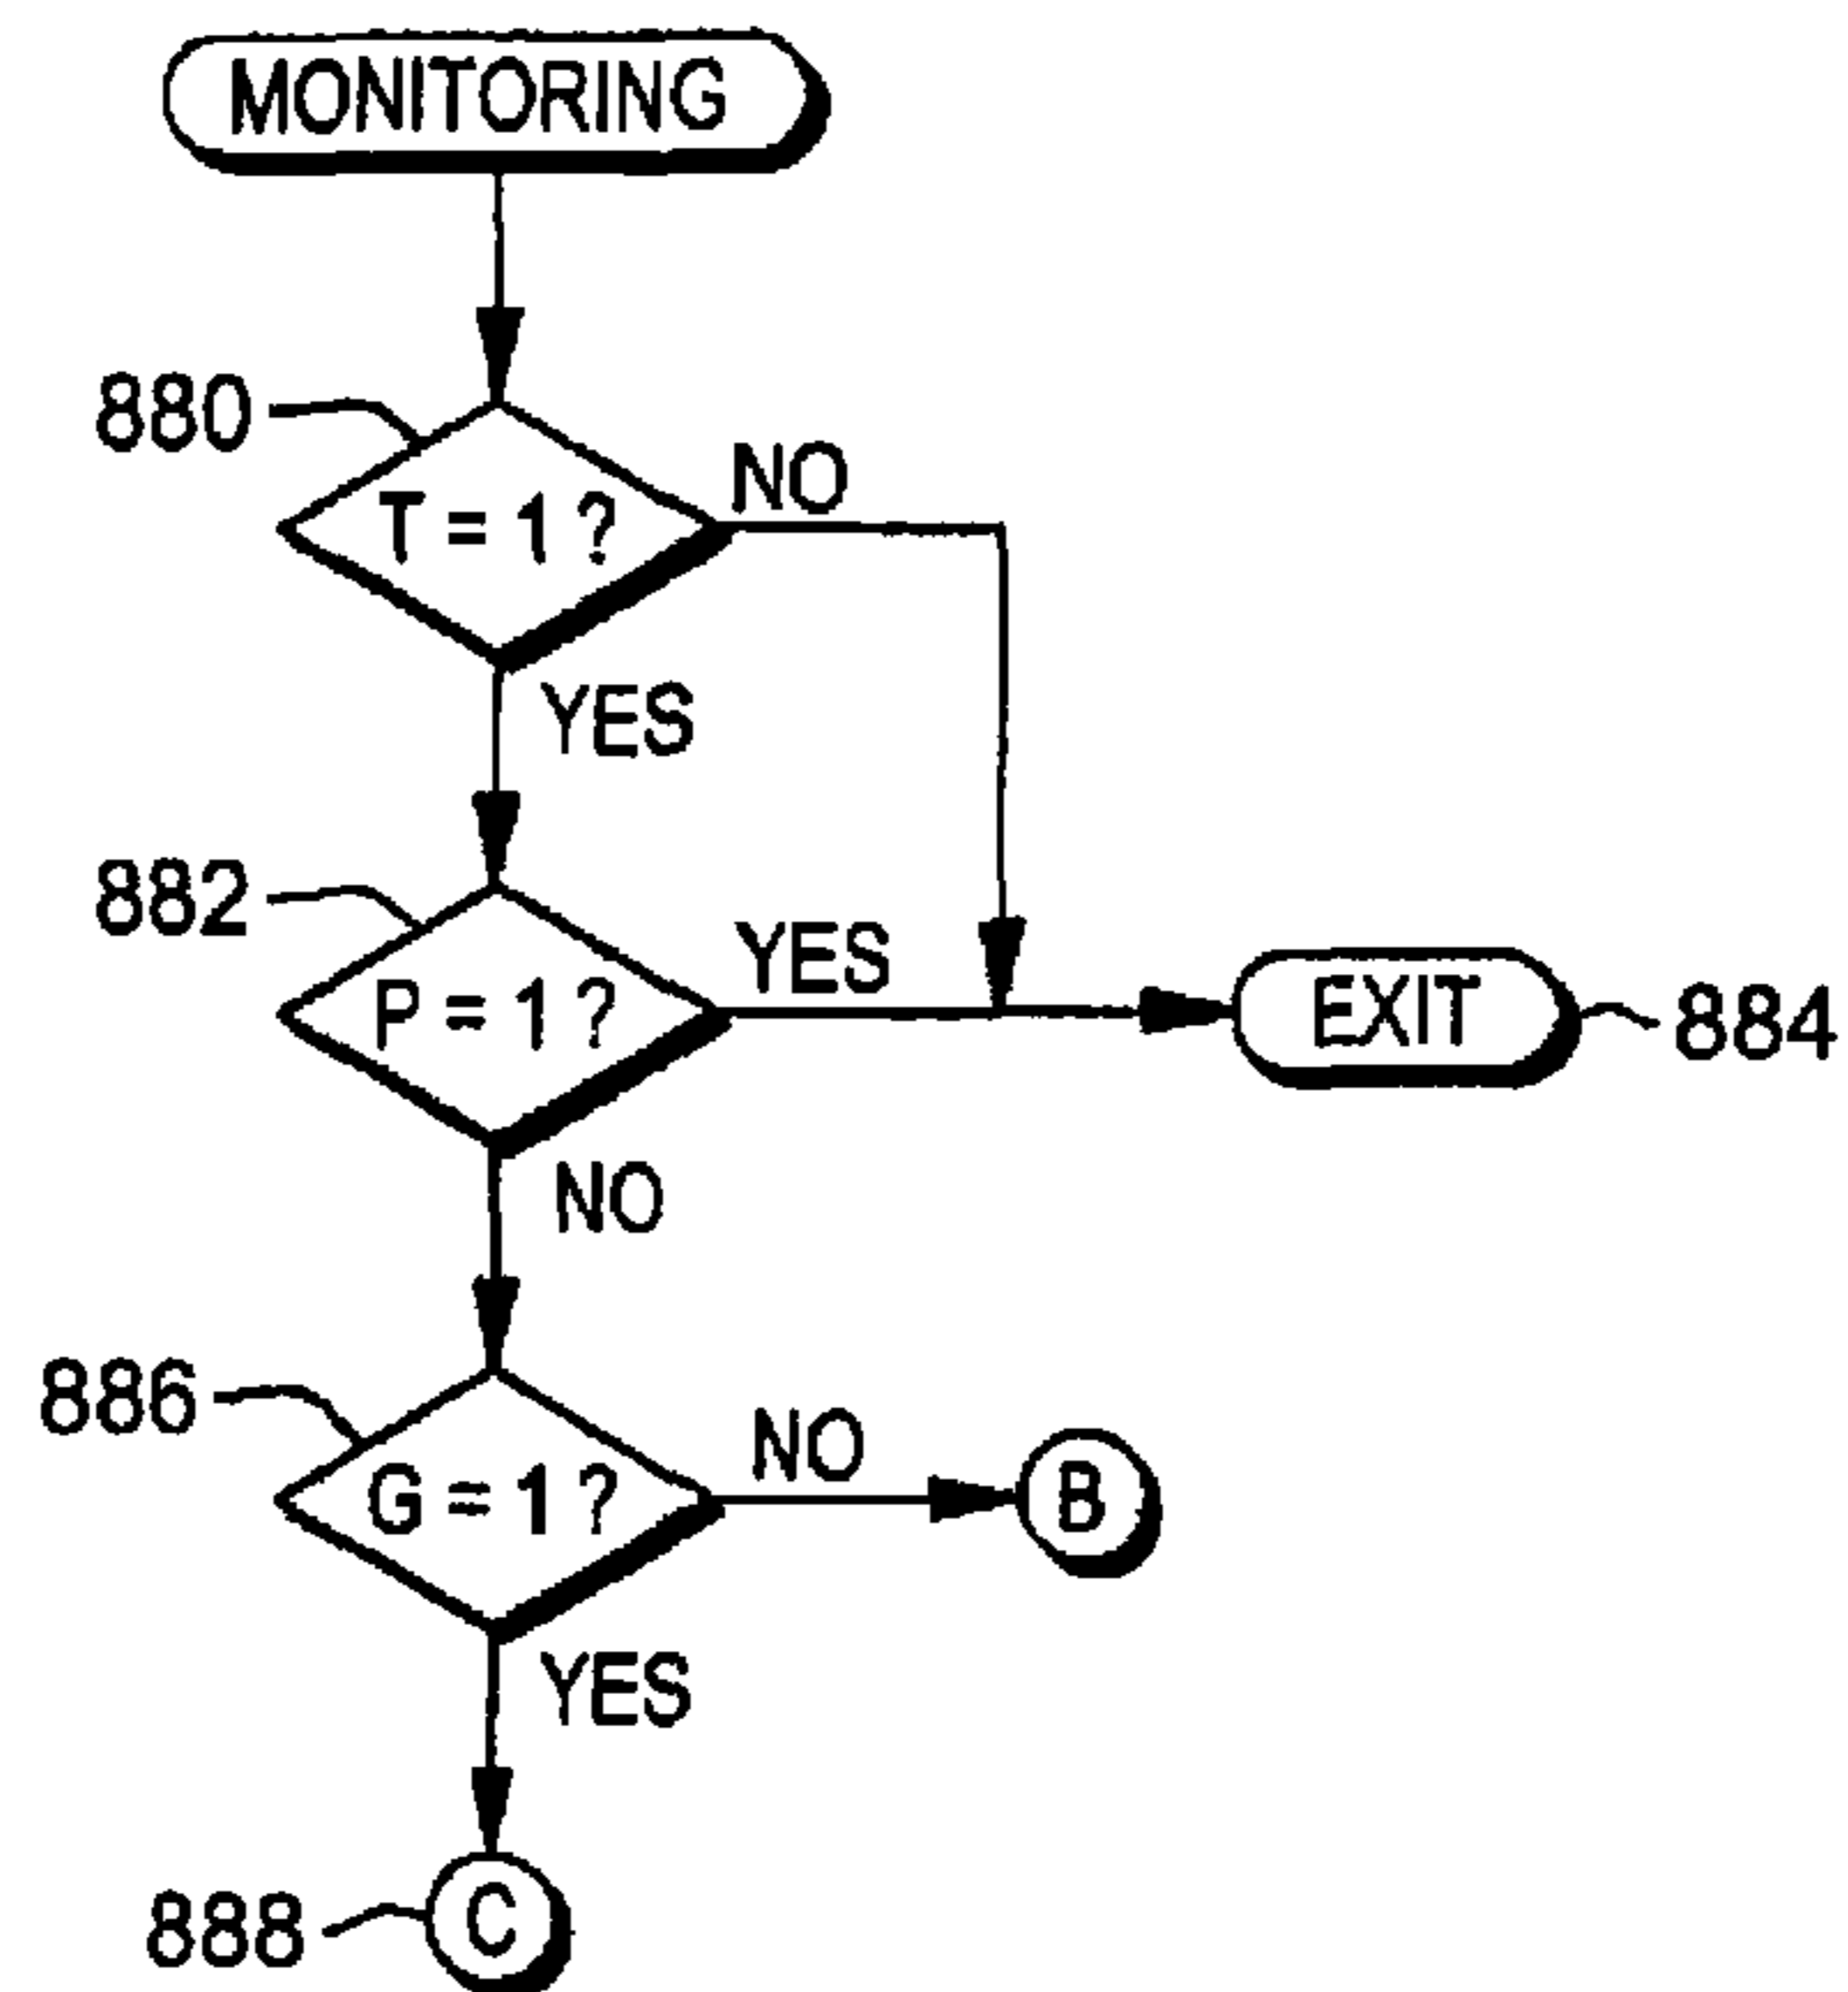 MONITORING
880
T = 1 ?
NO
YES
882
P = 1 ?
YES
EXIT
884
NO
886
G = 1 ?
NO
B
YES
888
C